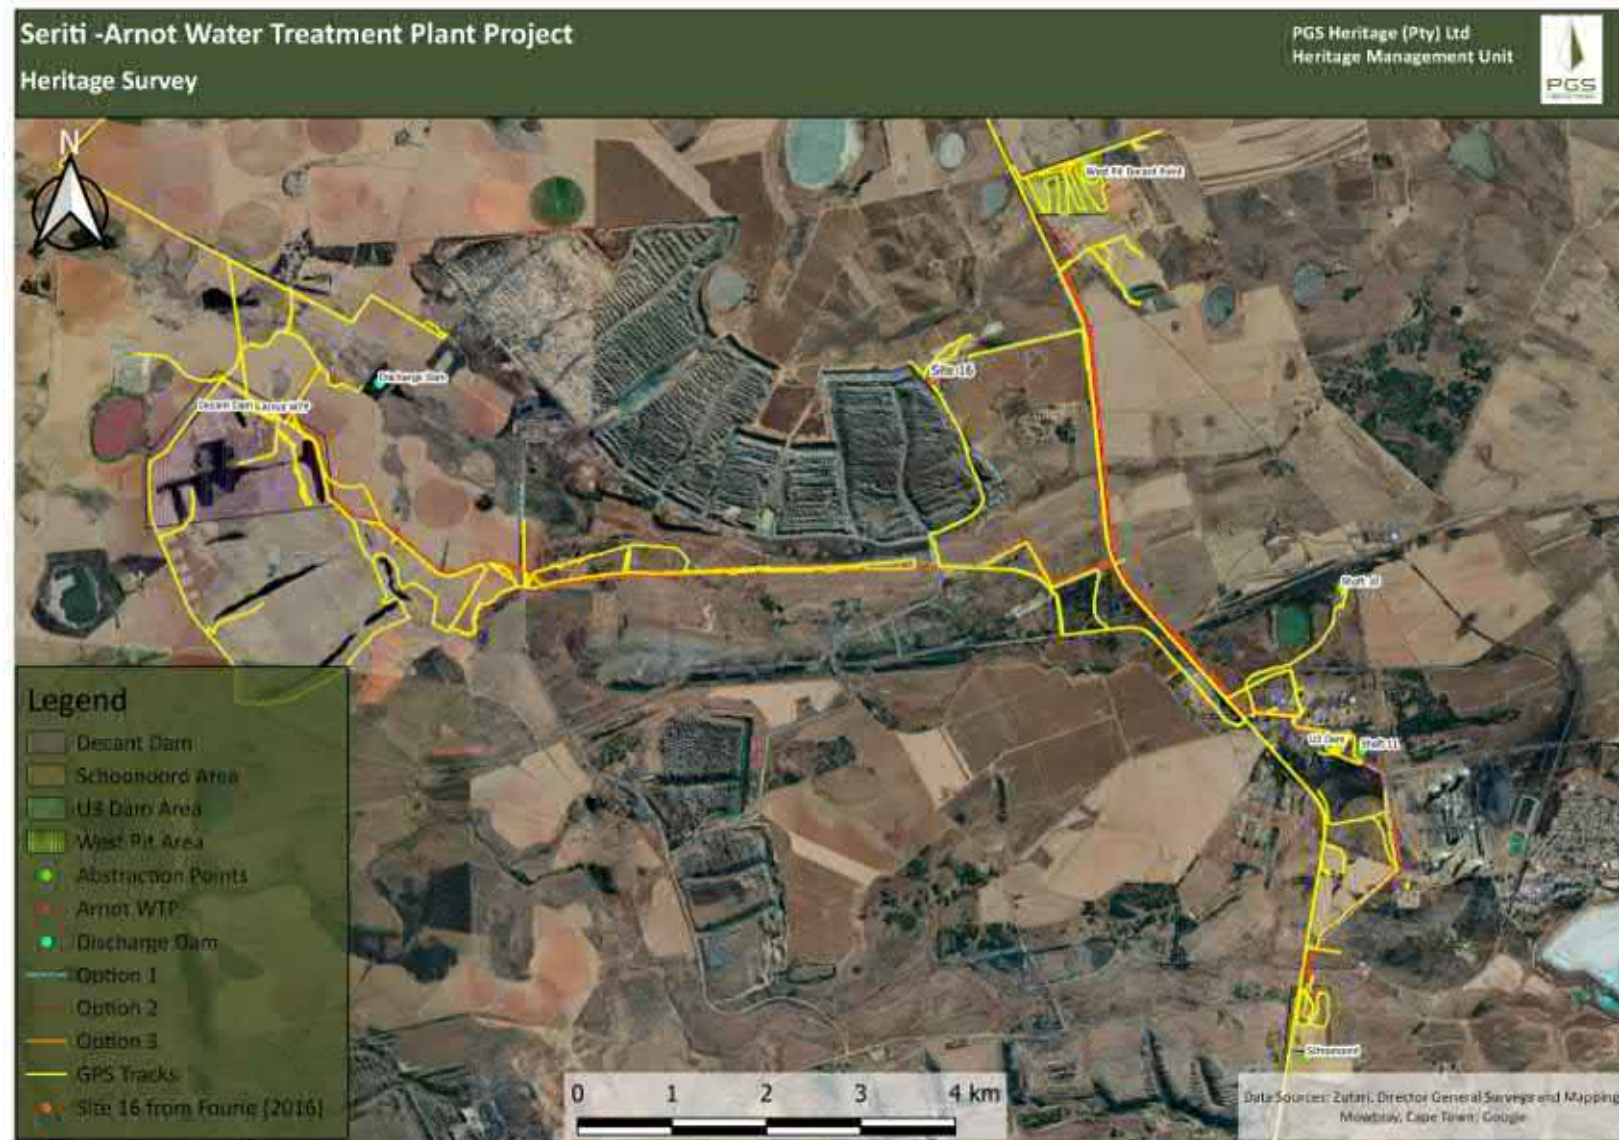 Seriti -Arnot Water Treatment Plant Project
Heritage Survey
PGS Heritage (Pty) Ltd
Heritage Management Unit
PGS
N
West Pit Decant Point
Site 16
Discharge Dam
Decant Dam
Arnot WTP
Shaft 10
U3 Dam
Shaft 11
Schoonoord
Legend
Decant Dam
Schoonoord Area
U3 Dam Area
West Pit Area
Abstraction Points
Arnot WTP
Discharge Dam
Option 1
Option 2
Option 3
GPS Tracks
Site 16 from Fourie (2016)
0 1 2 3 4 km
Data Sources: Zutari, Director General Surveys and Mapping
Mowbray, Cape Town; Google